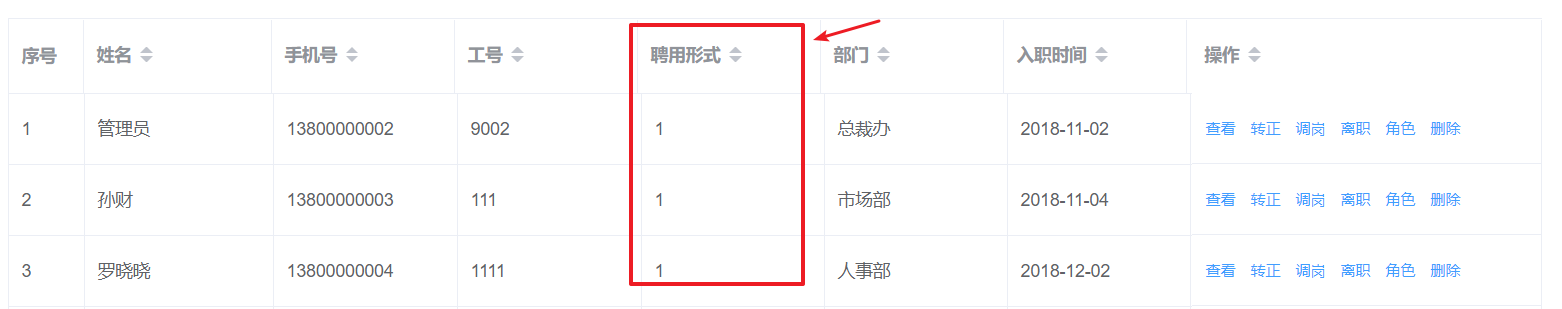 序号 姓名 手机号 工号 聘用形式 部门 入职时间 操作
1 管理员 13800000002 9002 1 总裁办 2018-11-02 查看 转正 调岗 离职 角色 删除
2 孙财 13800000003 111 1 市场部 2018-11-04 查看 转正 调岗 离职 角色 删除
3 罗晓晓 13800000004 1111 1 人事部 2018-12-02 查看 转正 调岗 离职 角色 删除